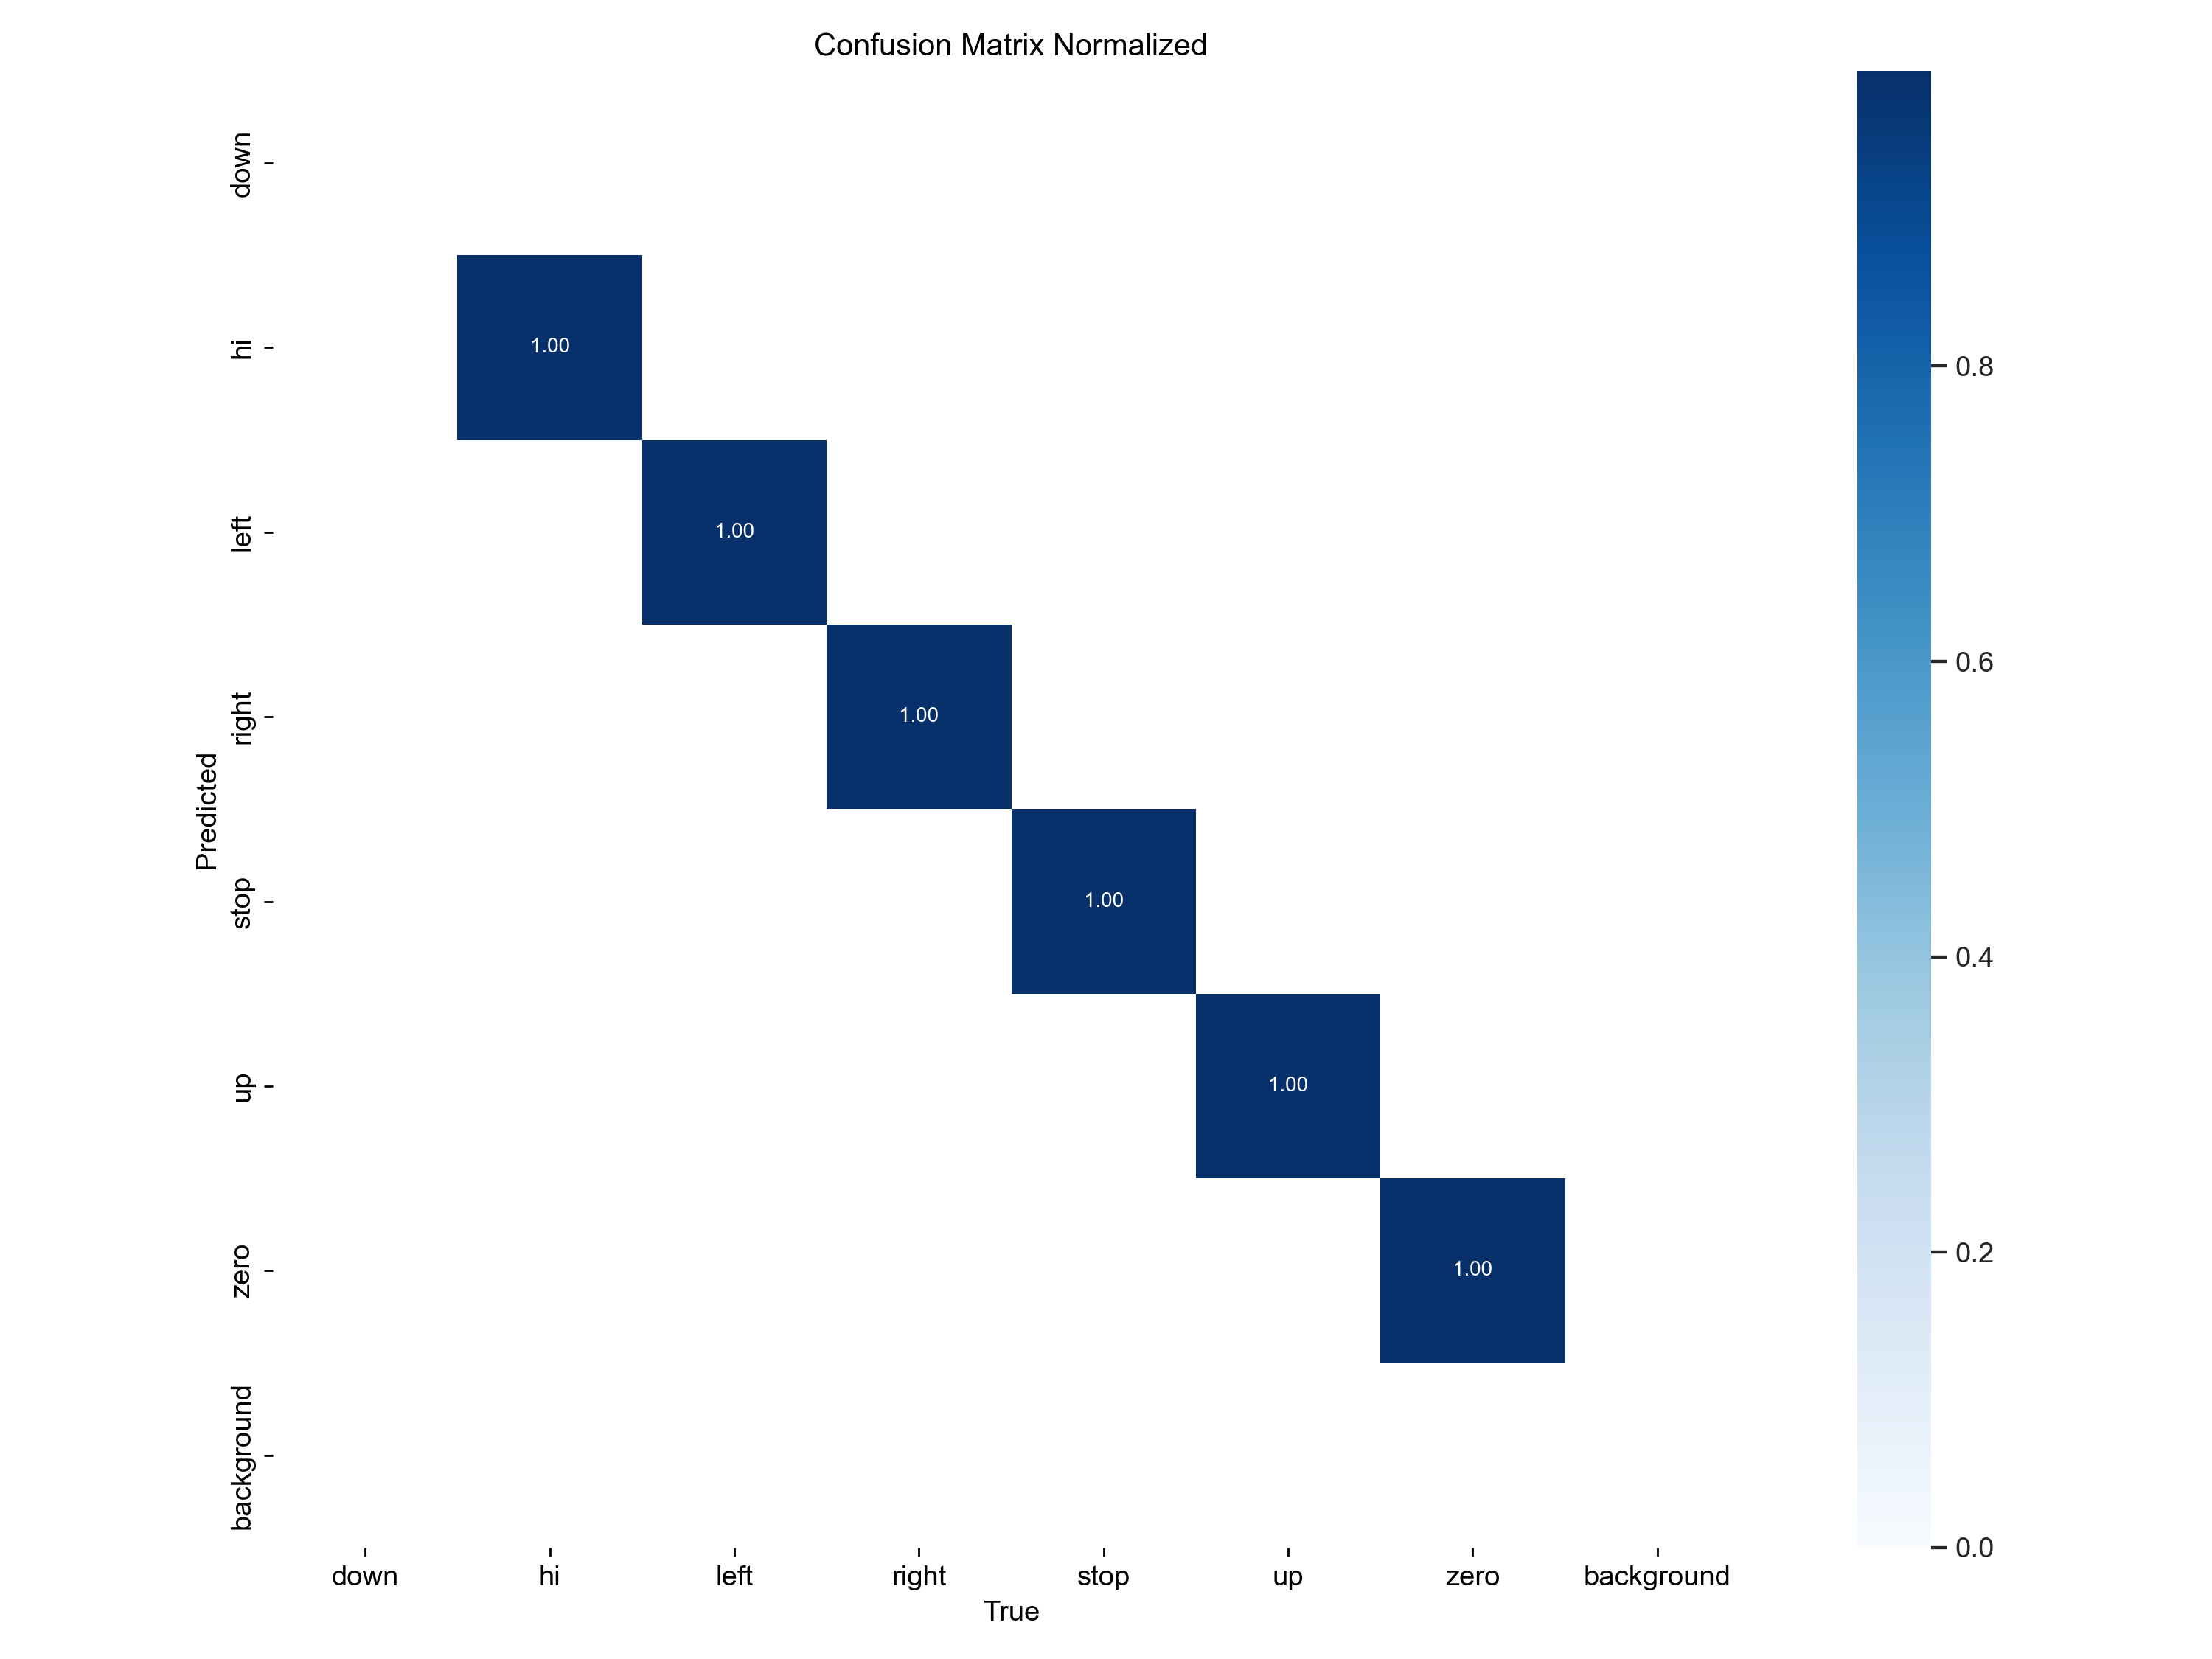 Confusion Matrix Normalized
down
hi
1.00
0.8
left
1.00
0.6
right
1.00
Predicted
stop
1.00
0.4
up
1.00
zero
1.00
0.2
background
0.0
down hi left right stop up zero background
True